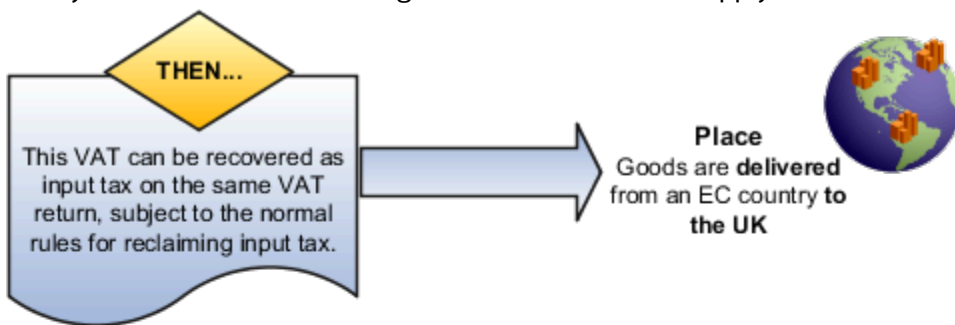 THEN...
This VAT can be recovered as
input tax on the same VAT
return, subject to the normal
rules for reclaiming input tax.
Place
Goods are delivered
from an EC country to
the UK